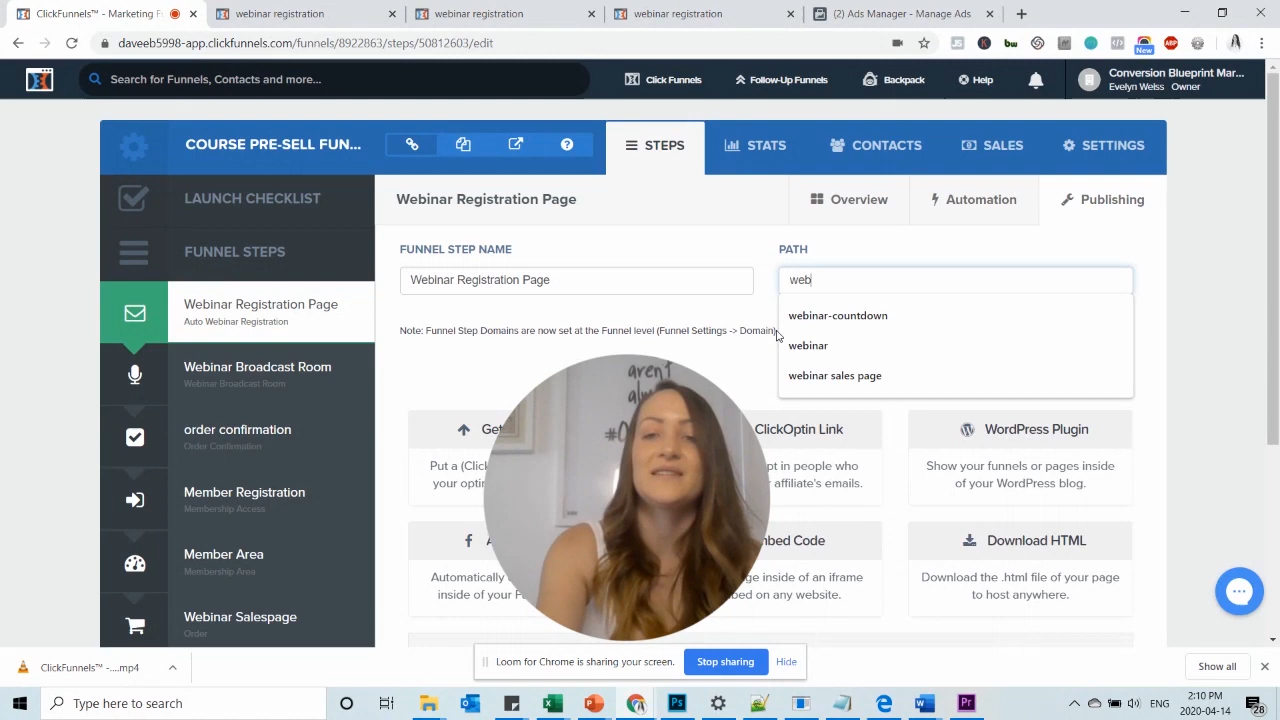 ClickFunnels™ - Marketing F
webinar registration
webinar registration
webinar registration
(2) Ads Manager - Manage Ads
daveeb5998-app.clickfunnels.com/funnels/8922863/steps/50812603/edit
New
Search for Funnels, Contacts and more...
Click Funnels
Follow-Up Funnels
Backpack
Help
Conversion Blueprint Mar...
Evelyn Weiss Owner
COURSE PRE-SELL FUN...
STEPS
STATS
CONTACTS
SALES
SETTINGS
LAUNCH CHECKLIST
FUNNEL STEPS
Webinar Registration Page
Auto Webinar Registration
Webinar Broadcast Room
Webinar Broadcast Room
order confirmation
Order Confirmation
Member Registration
Membership Access
Member Area
Membership Area
Webinar Salespage
Order
Webinar Registration Page
Overview
Automation
Publishing
FUNNEL STEP NAME
PATH
Webinar Registration Page
web
webinar-countdown
webinar
webinar sales page
Note: Funnel Step Domains are now set at the Funnel level (Funnel Settings -> Domain)
aren't
Get
Put a (Click
your optin
ClickOptin Link
opt in people who
affiliate's emails.
WordPress Plugin
Show your funnels or pages inside
of your WordPress blog.
Automatically
inside of your
Embed Code
inside of an iframe
on any website.
Download HTML
Download the .html file of your page
to host anywhere.
Loom for Chrome is sharing your screen.
Stop sharing
Hide
ClickFunnels™ -....mp4
Show all
Type here to search
ENG
2:10 PM
2020-04-14
28